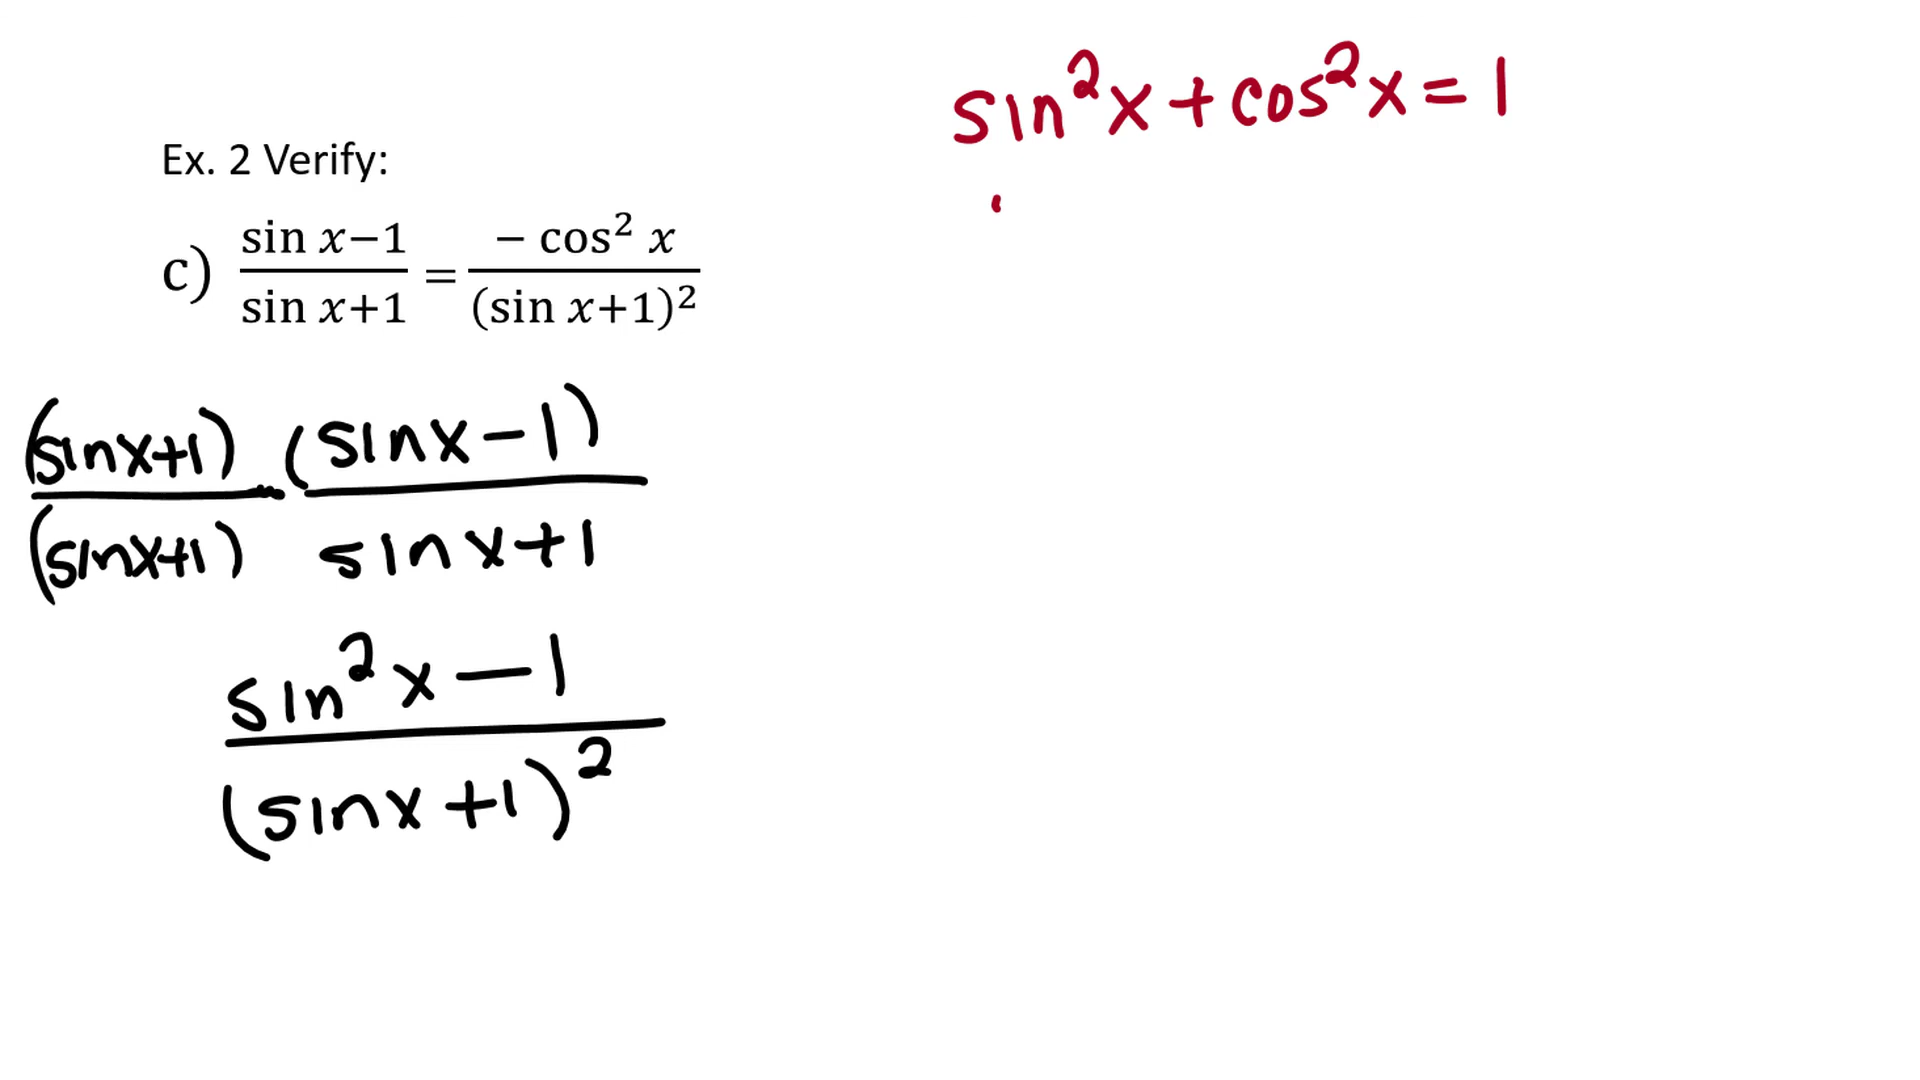 sin²x + cos²x = 1
Ex. 2 Verify:
c) (sin x−1)/(sin x+1) = (− cos² x)/((sin x+1)²)
(sinx+1) (sinx−1)
(sinx+1) sinx+1
sin²x − 1
(sinx+1)²